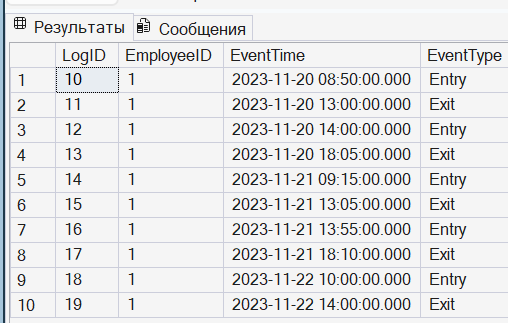 Результаты Сообщения
LogID EmployeeID EventTime EventType
1 10 1 2023-11-20 08:50:00.000 Entry
2 11 1 2023-11-20 13:00:00.000 Exit
3 12 1 2023-11-20 14:00:00.000 Entry
4 13 1 2023-11-20 18:05:00.000 Exit
5 14 1 2023-11-21 09:15:00.000 Entry
6 15 1 2023-11-21 13:05:00.000 Exit
7 16 1 2023-11-21 13:55:00.000 Entry
8 17 1 2023-11-21 18:10:00.000 Exit
9 18 1 2023-11-22 10:00:00.000 Entry
10 19 1 2023-11-22 14:00:00.000 Exit